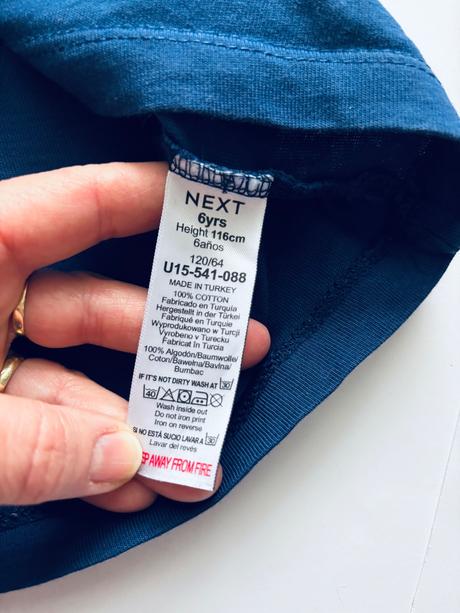 NEXT
6yrs
Height 116cm
6años
120/64
U15-541-088
MADE IN TURKEY
100% COTTON
Fabricado en Turquía
Hergestellt in der Türkei
Fabriqué en Turquie
Wyprodukowano w Turcji
Vyrobeno v Turecku
Fabricat în Turcia
100% Algodón/Baumwolle/
Coton/Bawełna/Bavlna/
Bumbac
IF IT'S NOT DIRTY WASH AT 30
40
Wash inside out
Do not iron print
Iron on reverse
SI NO ESTÁ SUCIO LAVAR A 30
Lavar del revés
EP AWAY FROM FIRE